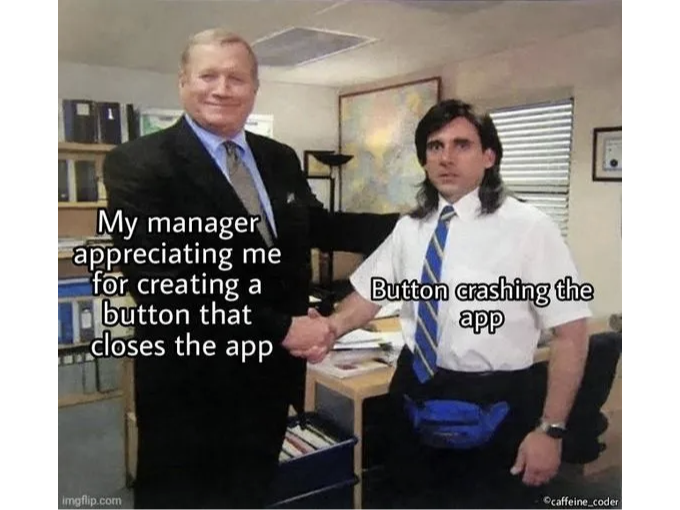 My manager
appreciating me
for creating a
button that
closes the app
Button crashing the
app
imgflip.com
©caffeine_coder